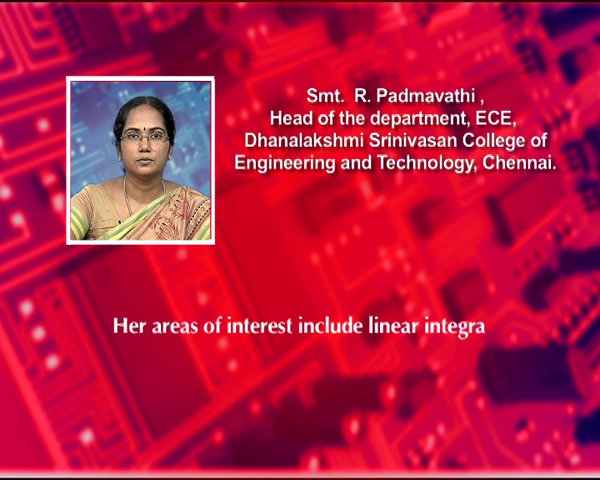 Smt. R. Padmavathi ,
Head of the department, ECE,
Dhanalakshmi Srinivasan College of
Engineering and Technology, Chennai.
Her areas of interest include linear integra